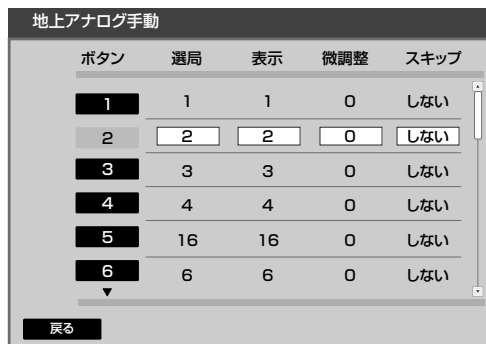 地上アナログ手動
ボタン 選局 表示 微調整 スキップ
1 1 1 0 しない
2 2 2 0 しない
3 3 3 0 しない
4 4 4 0 しない
5 16 16 0 しない
6 6 6 0 しない
戻る